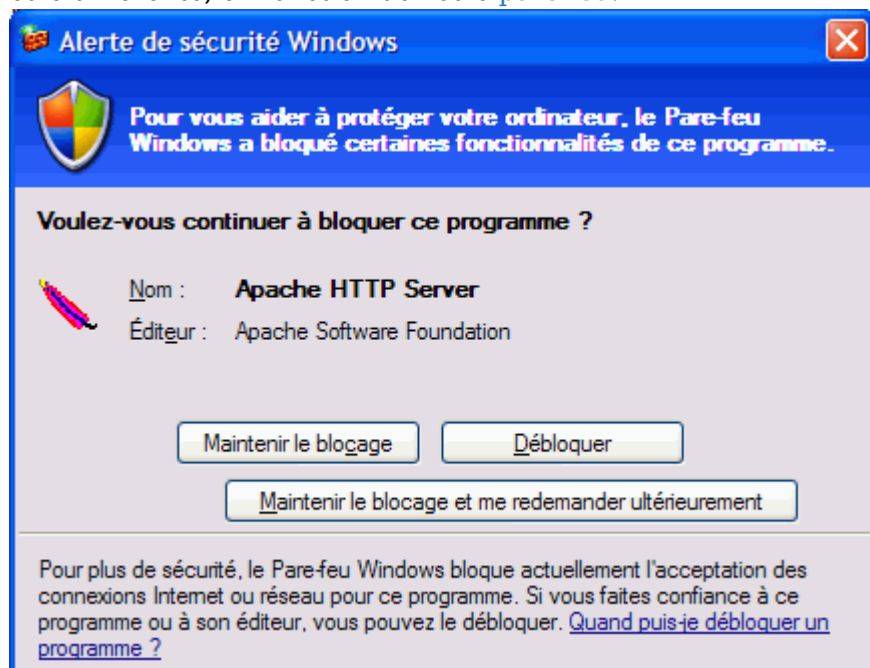 Alerte de sécurité Windows
Pour vous aider à protéger votre ordinateur, le Pare-feu
Windows a bloqué certaines fonctionnalités de ce programme.
Voulez-vous continuer à bloquer ce programme ?
Nom : Apache HTTP Server
Éditeur : Apache Software Foundation
Maintenir le blocage Débloquer
Maintenir le blocage et me redemander ultérieurement
Pour plus de sécurité, le Pare-feu Windows bloque actuellement l'acceptation des
connexions Internet ou réseau pour ce programme. Si vous faites confiance à ce
programme ou à son éditeur, vous pouvez le débloquer. Quand puis-je débloquer un
programme ?